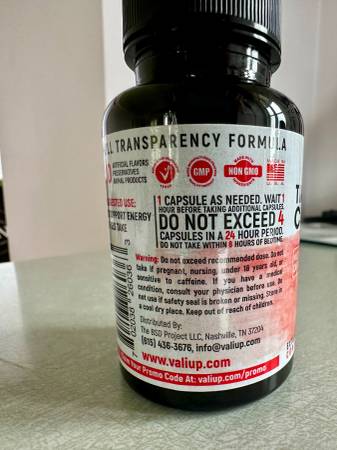 TRANSPARENCY FORMULA
ARTIFICIAL FLAVORS
PRESERVATIVES
ANIMAL PRODUCTS
GMP
NON GMO
MADE IN
U.S.A.
USE:
SUPPORT ENERGY
TAKE
1 CAPSULE AS NEEDED. WAIT 1
HOUR BEFORE TAKING ADDITIONAL CAPSULES.
DO NOT EXCEED 4
CAPSULES IN A 24 HOUR PERIOD.
DO NOT TAKE WITHIN 8 HOURS OF BEDTIME.
Warning: Do not exceed recommended dose. Do not
take if pregnant, nursing, under 18 years old, or
sensitive to caffeine. If you have a medical
condition, consult your physician before use. Do
not use if safety seal is broken or missing. Store in
a cool dry place. Keep out of reach of children.
Distributed By:
The BSD Project LLC, Nashville, TN 37204
(615) 436-3676, info@valiup.com
www.valiup.com
Your Promo Code At: valiup.com/promo